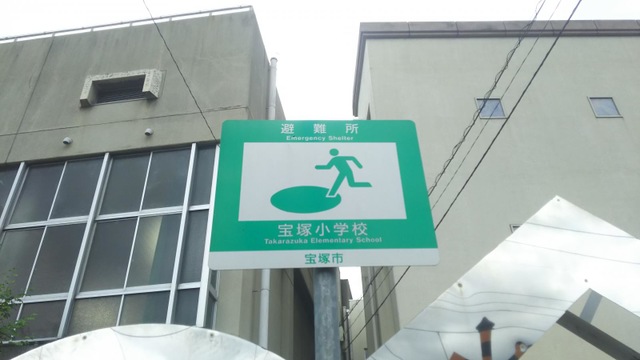 避難所
Emergency Shelter
宝塚小学校
Takarazuka Elementary School
宝塚市